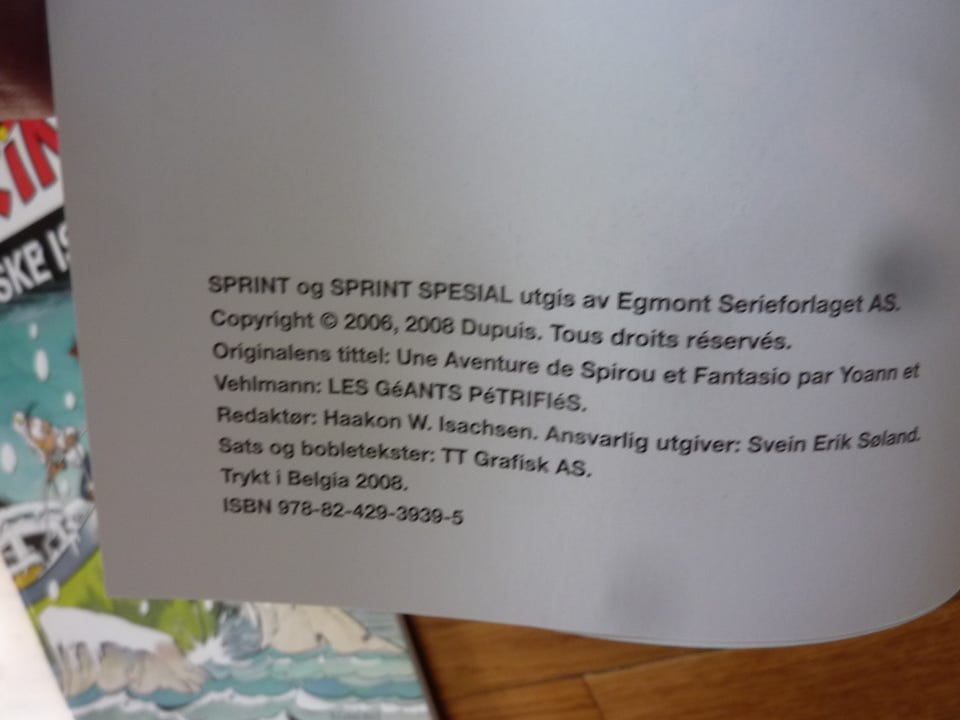 SKE IS
SPRINT og SPRINT SPESIAL utgis av Egmont Serieforlaget AS.
Copyright © 2006, 2008 Dupuis. Tous droits réservés.
Originalens tittel: Une Aventure de Spirou et Fantasio par Yoann et
Vehlmann: LES GéANTS PéTRIFIéS.
Redaktør: Haakon W. Isachsen. Ansvarlig utgiver: Svein Erik Søland.
Sats og bobletekster: TT Grafisk AS.
Trykt i Belgia 2008.
ISBN 978-82-429-3939-5